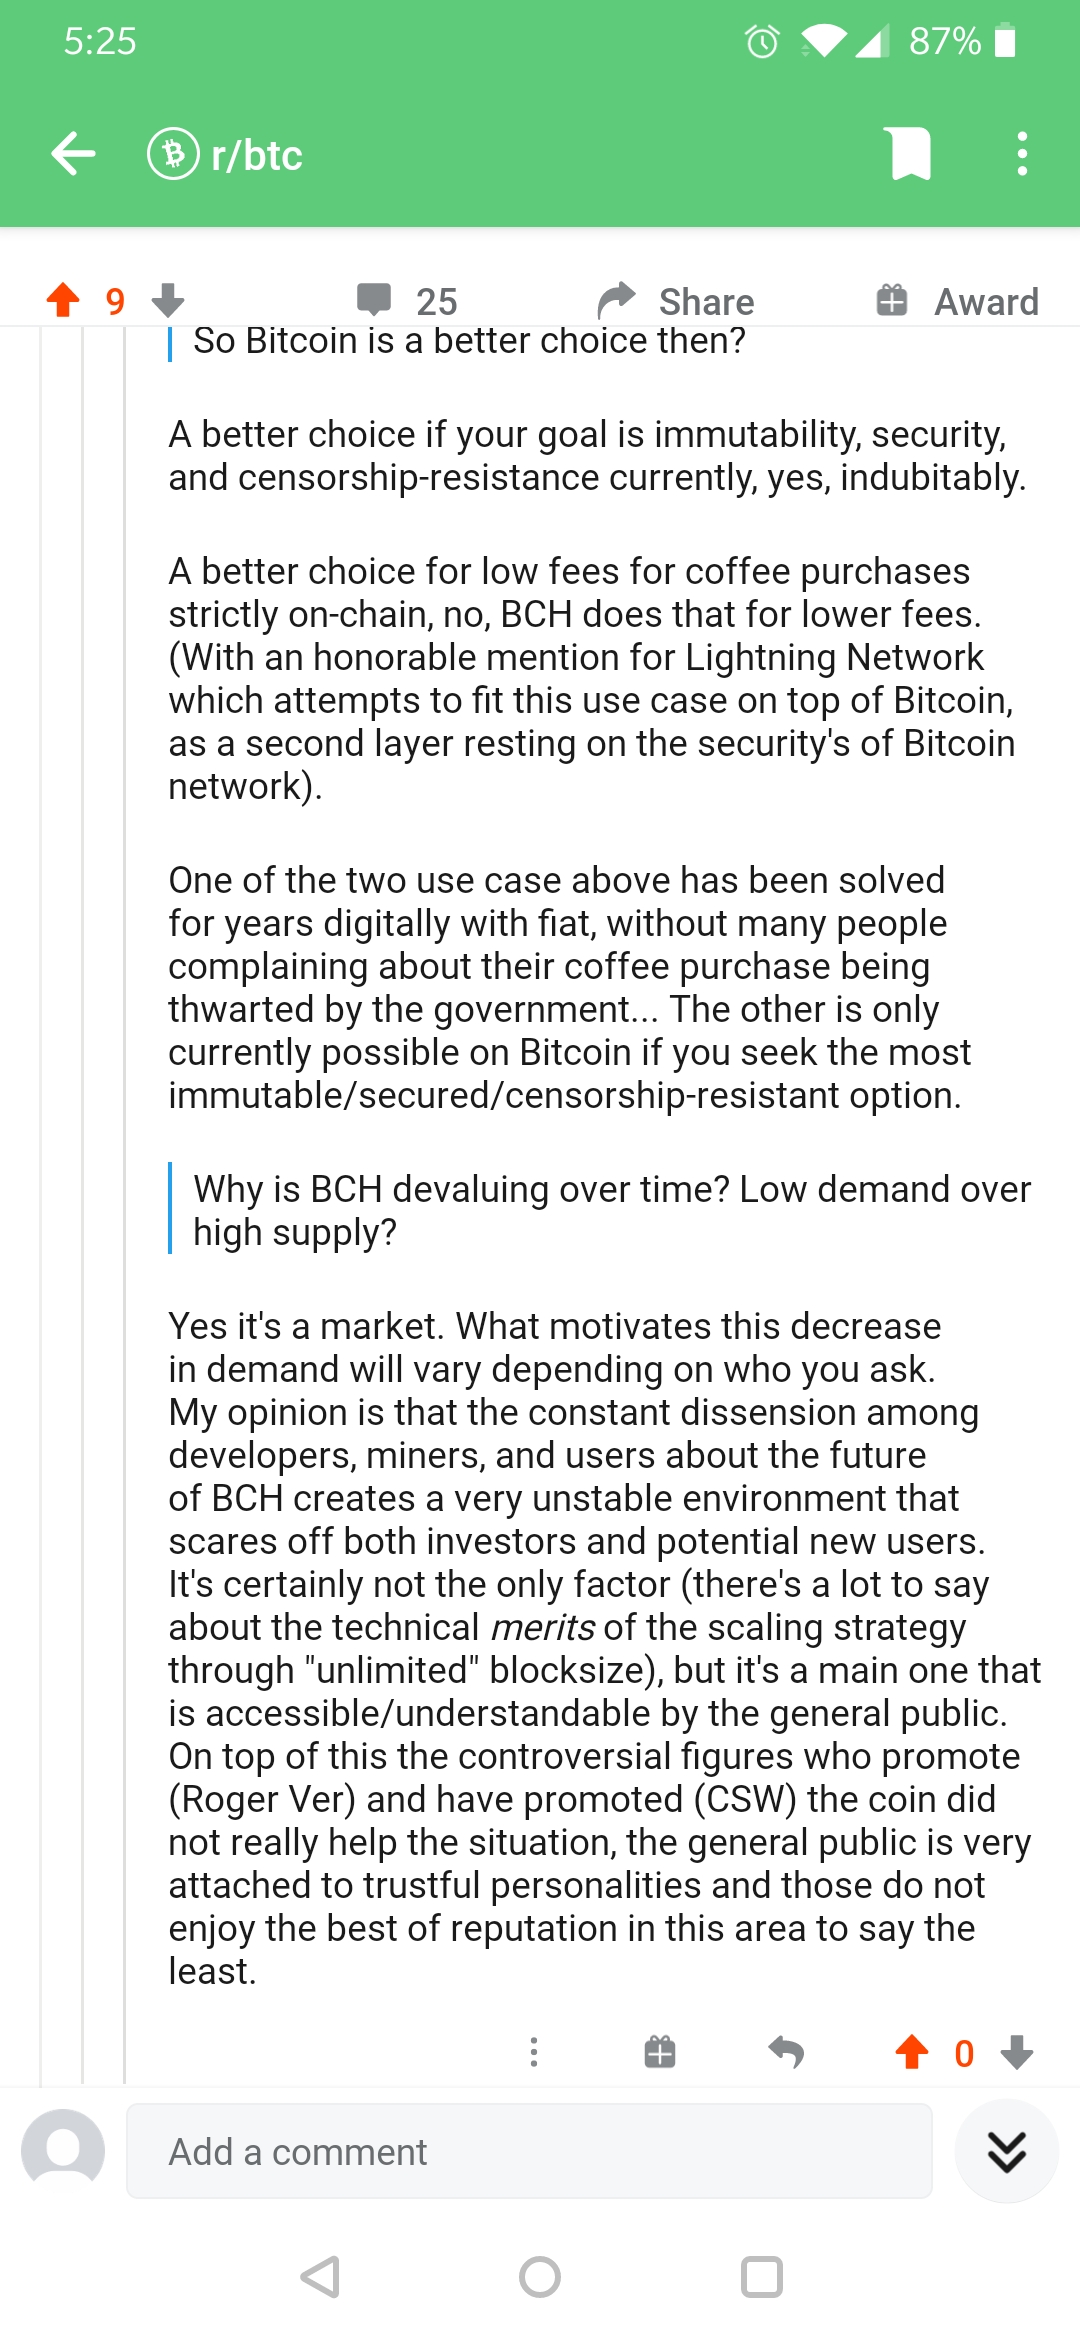 5:25
87%
r/btc
9
25
Share
Award
So Bitcoin is a better choice then?
A better choice if your goal is immutability, security,
and censorship-resistance currently, yes, indubitably.
A better choice for low fees for coffee purchases
strictly on-chain, no, BCH does that for lower fees.
(With an honorable mention for Lightning Network
which attempts to fit this use case on top of Bitcoin,
as a second layer resting on the security's of Bitcoin
network).
One of the two use case above has been solved
for years digitally with fiat, without many people
complaining about their coffee purchase being
thwarted by the government... The other is only
currently possible on Bitcoin if you seek the most
immutable/secured/censorship-resistant option.
Why is BCH devaluing over time? Low demand over
high supply?
Yes it's a market. What motivates this decrease
in demand will vary depending on who you ask.
My opinion is that the constant dissension among
developers, miners, and users about the future
of BCH creates a very unstable environment that
scares off both investors and potential new users.
It's certainly not the only factor (there's a lot to say
about the technical merits of the scaling strategy
through "unlimited" blocksize), but it's a main one that
is accessible/understandable by the general public.
On top of this the controversial figures who promote
(Roger Ver) and have promoted (CSW) the coin did
not really help the situation, the general public is very
attached to trustful personalities and those do not
enjoy the best of reputation in this area to say the
least.
0
Add a comment